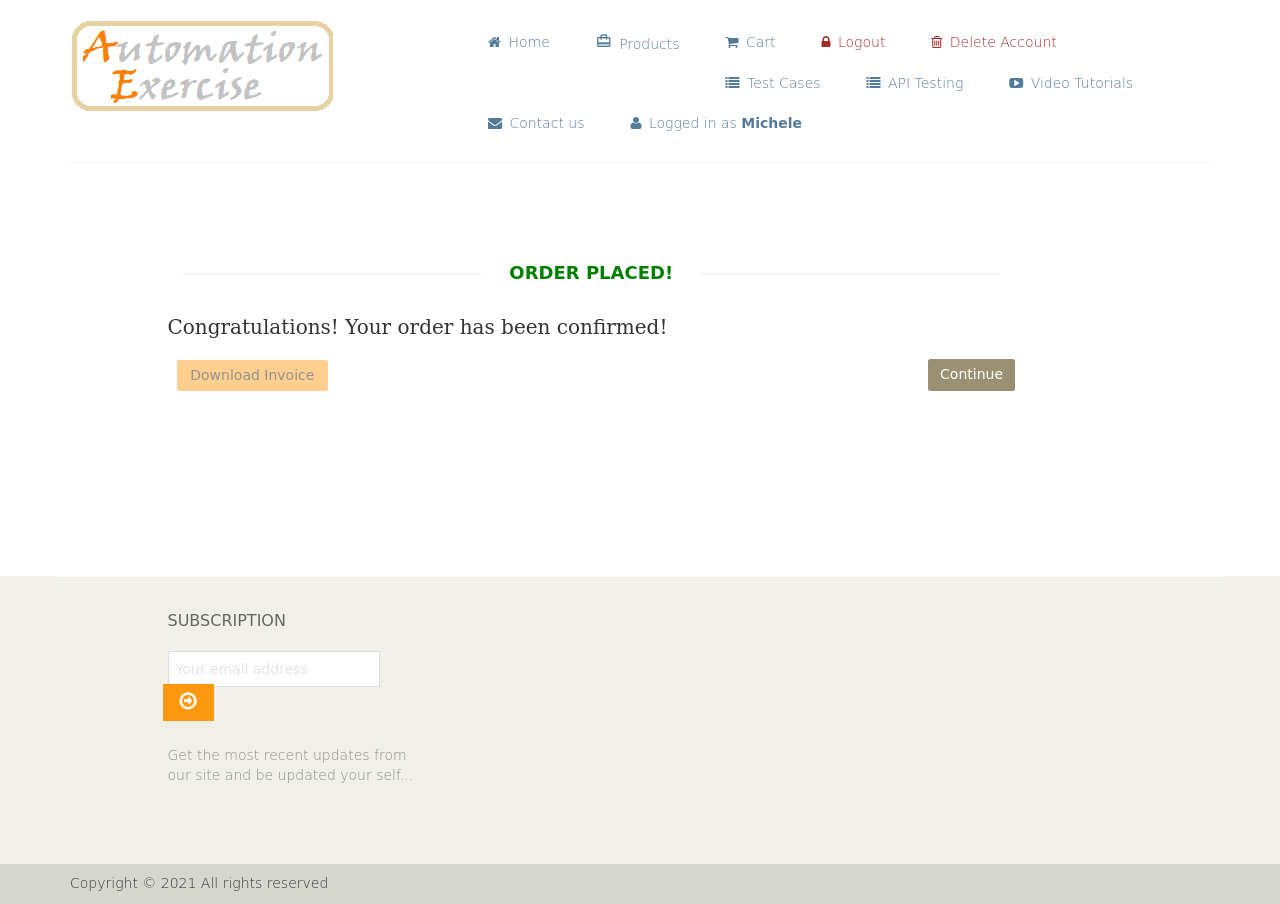 Automation
Exercise
Home Products Cart Logout Delete Account
Test Cases API Testing Video Tutorials
Contact us Logged in as Michele
ORDER PLACED!
Congratulations! Your order has been confirmed!
Download Invoice Continue
SUBSCRIPTION
Your email address
Get the most recent updates from
our site and be updated your self...
Copyright © 2021 All rights reserved